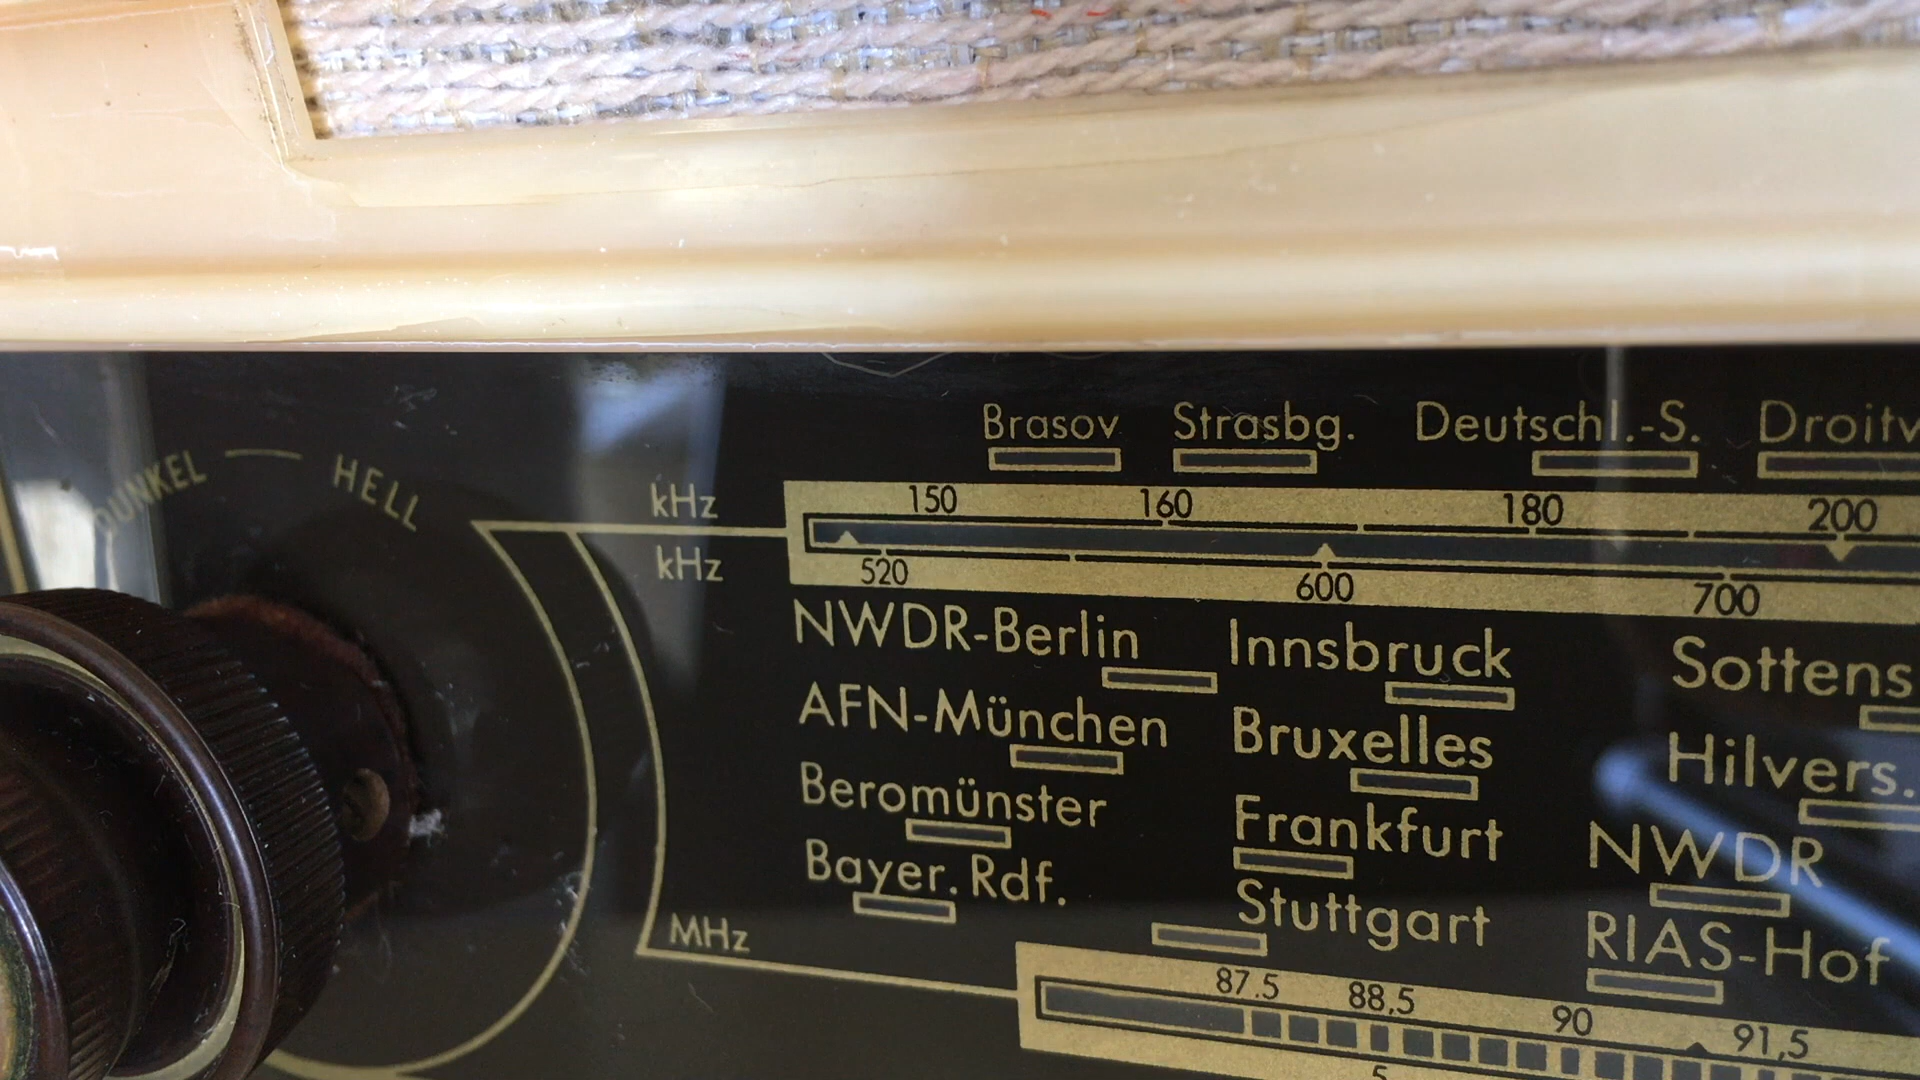 Brasov Strasbg. Deutschl.-S. Droitw
DUNKEL — HELL
kHz 150 160 180 200
kHz 520 600 700
NWDR-Berlin Innsbruck Sottens
AFN-München Bruxelles Hilvers.
Beromünster Frankfurt NWDR
Bayer. Rdf. Stuttgart RIAS-Hof
MHz 87.5 88,5 90 91,5
5